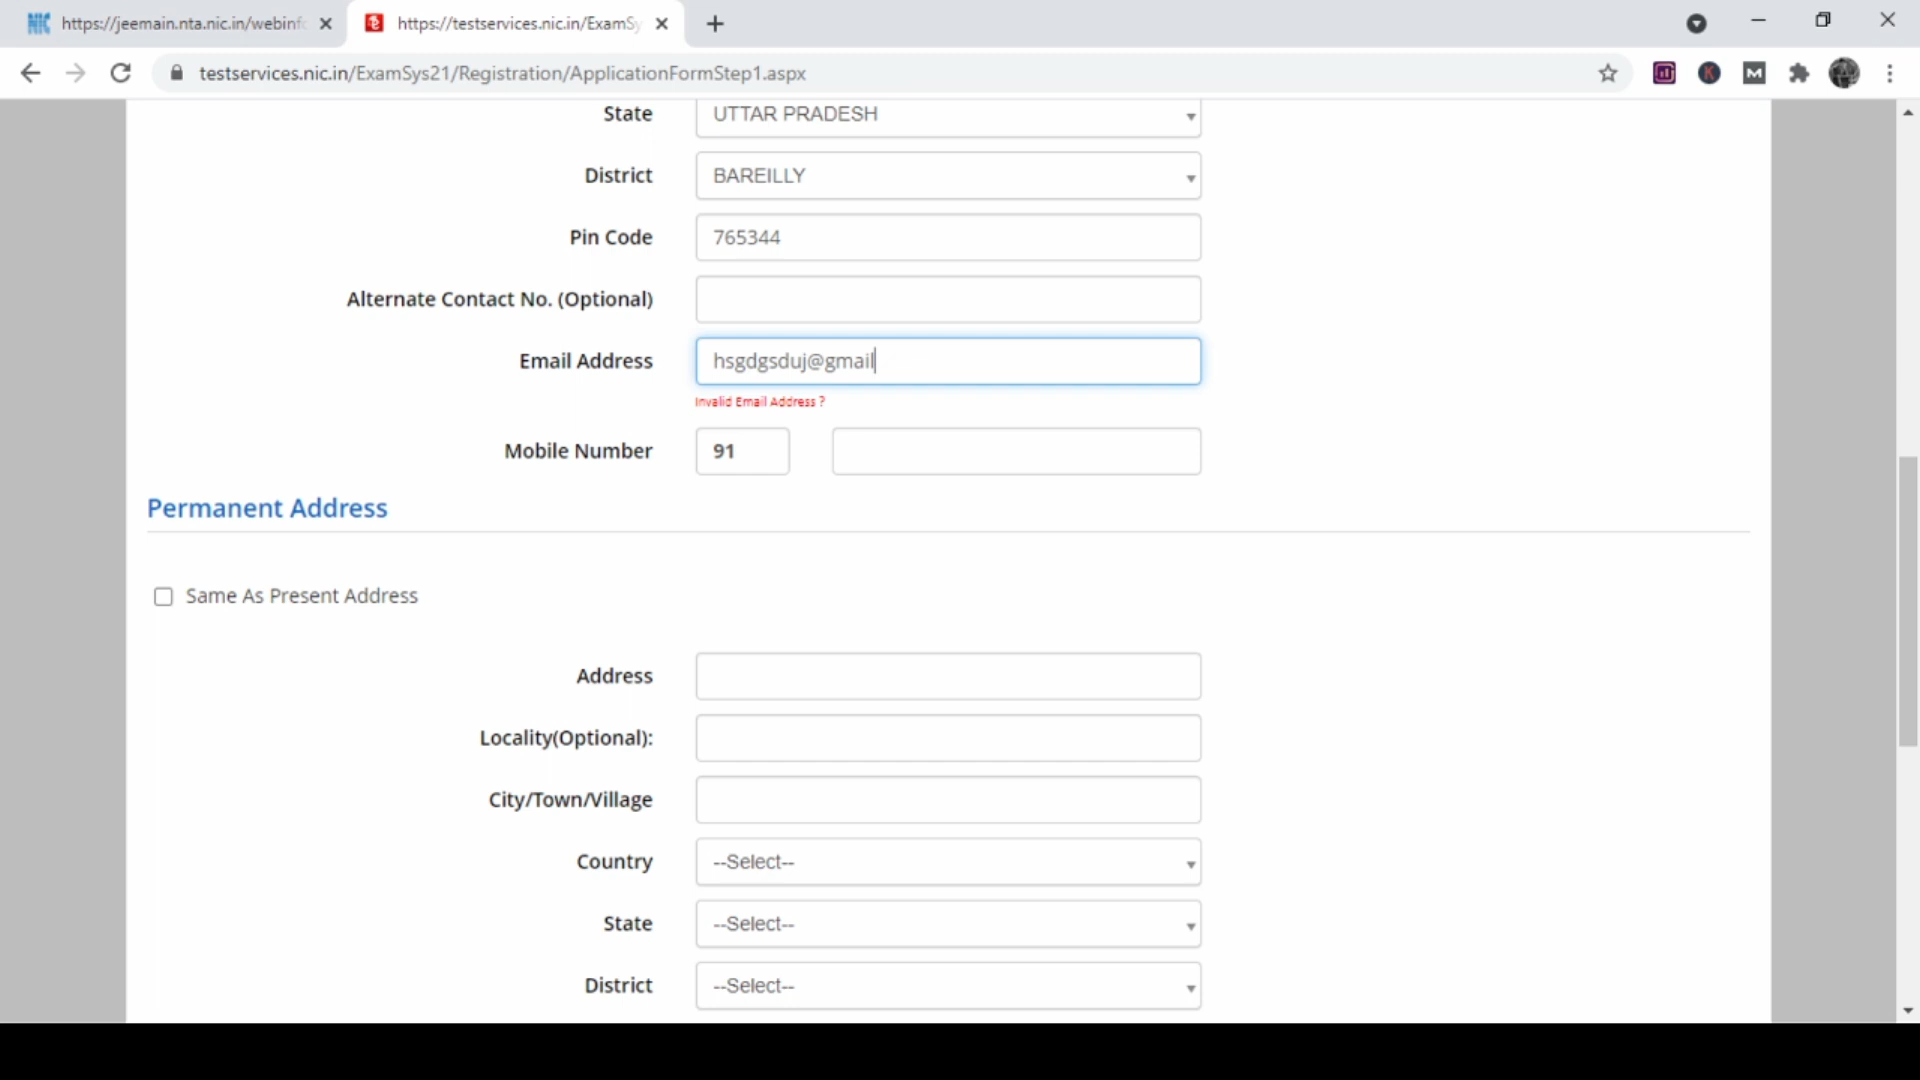 NIC https://jeemain.nta.nic.in/webinfo
https://testservices.nic.in/ExamSy
testservices.nic.in/ExamSys21/Registration/ApplicationFormStep1.aspx
State UTTAR PRADESH
District BAREILLY
Pin Code 765344
Alternate Contact No. (Optional)
Email Address hsgdgsduj@gmail
Invalid Email Address ?
Mobile Number 91
Permanent Address
Same As Present Address
Address
Locality(Optional):
City/Town/Village
Country --Select--
State --Select--
District --Select--